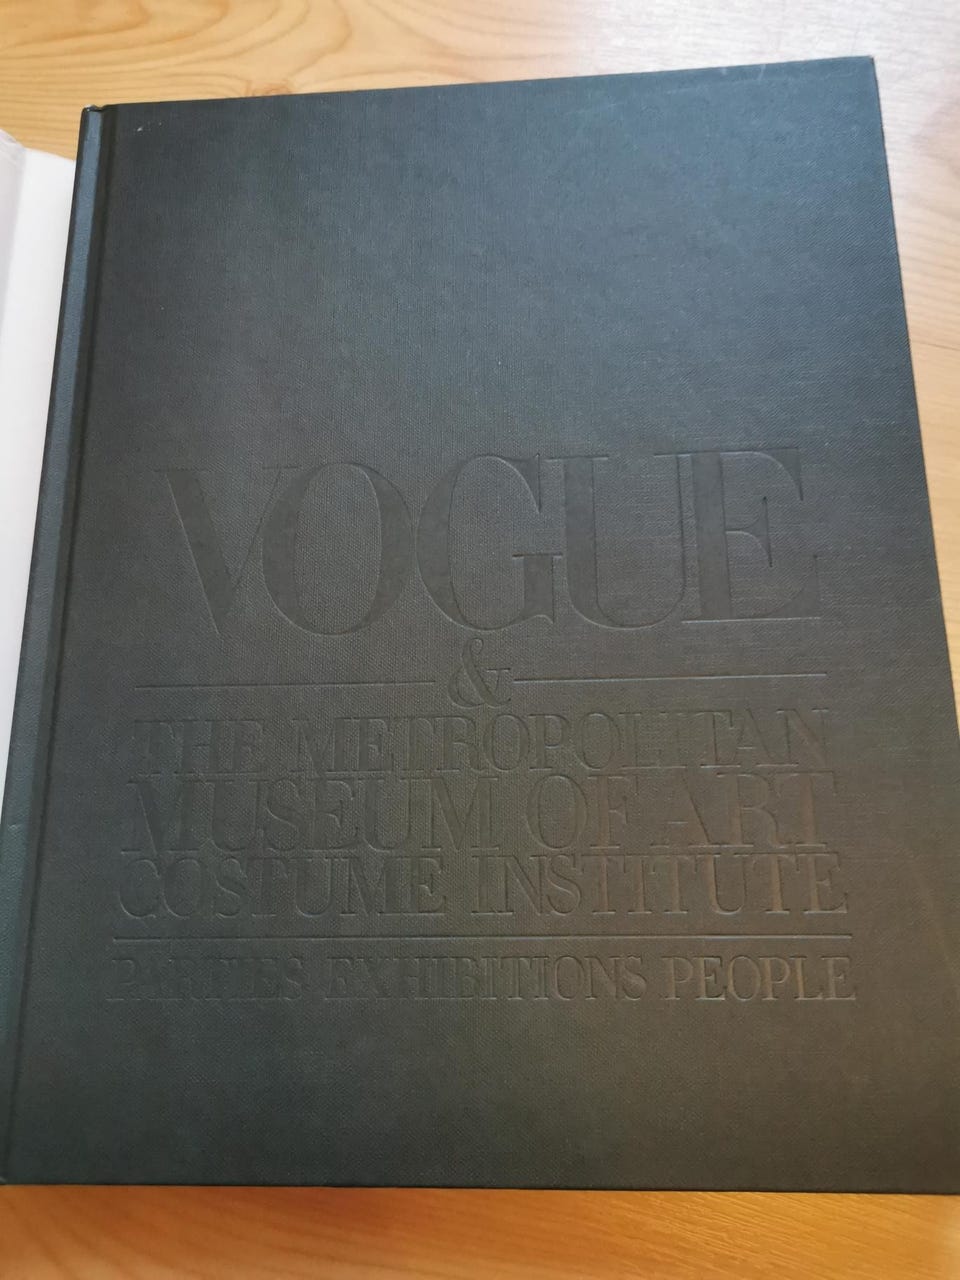 VOGUE
&
THE METROPOLITAN
MUSEUM OF ART
COSTUME INSTITUTE
PARTIES EXHIBITIONS PEOPLE